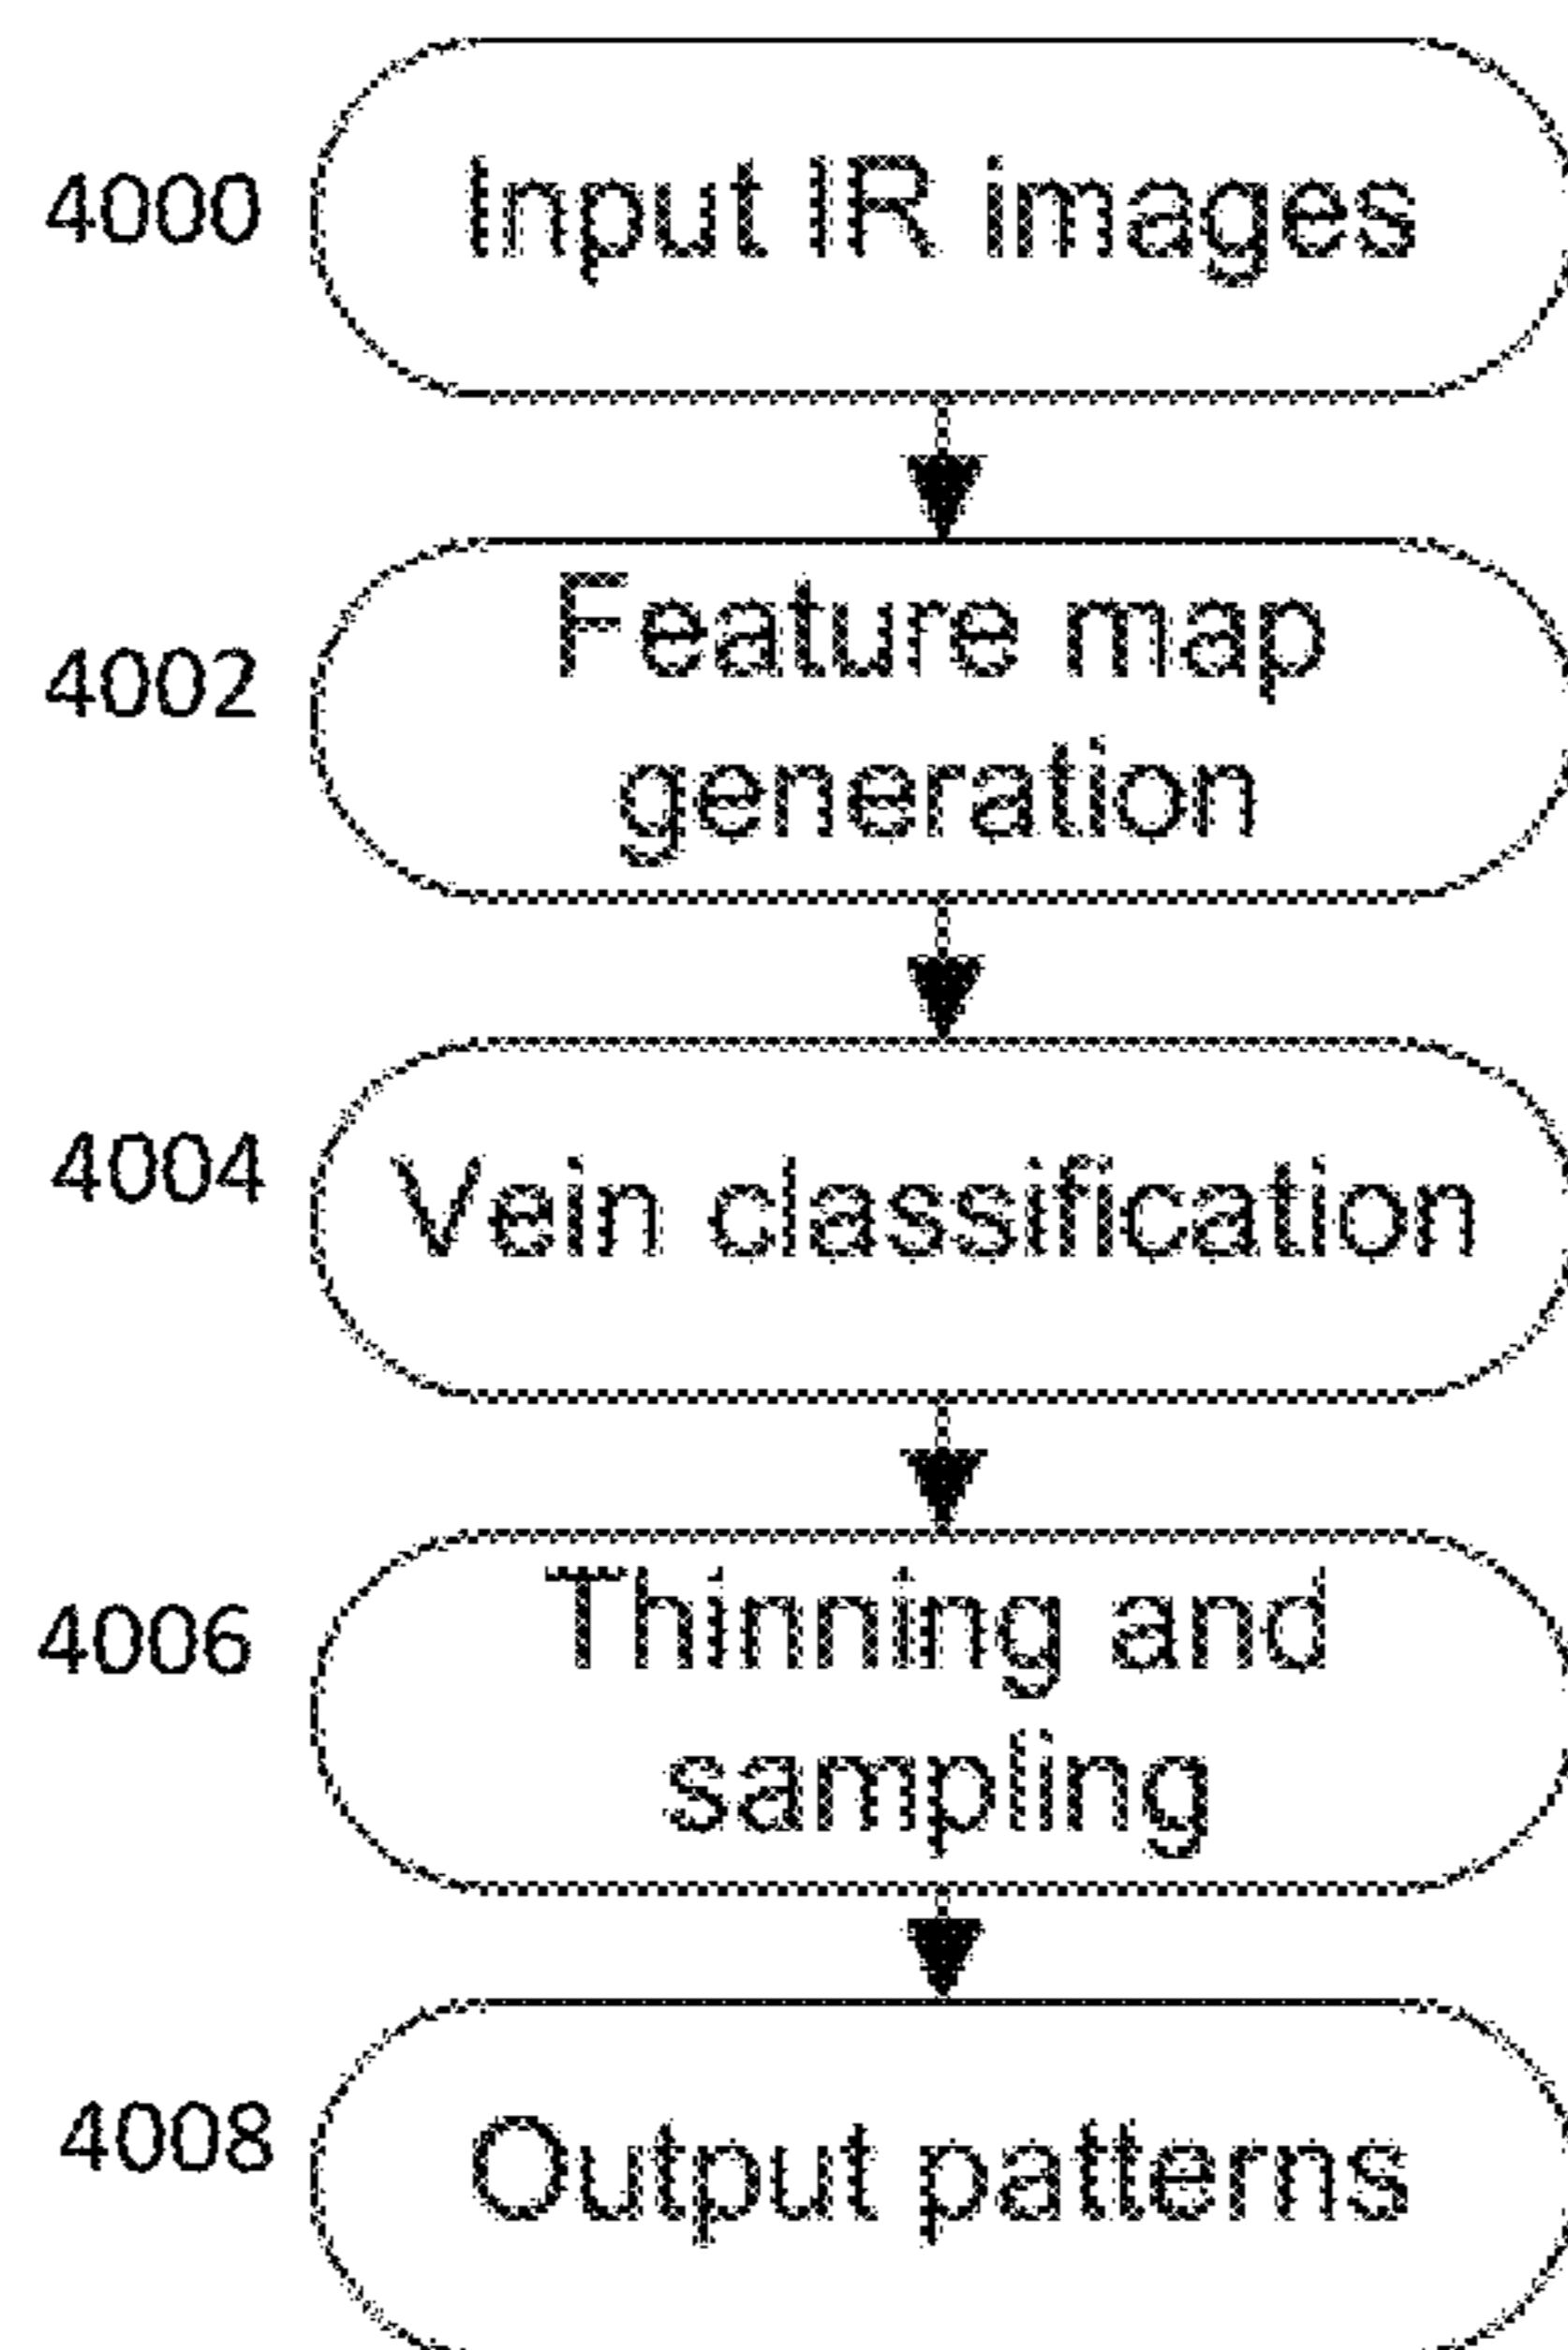 4000
Input IR images
4002
Feature map
generation
4004
Vein classification
4006
Thinning and
sampling
4008
Output patterns